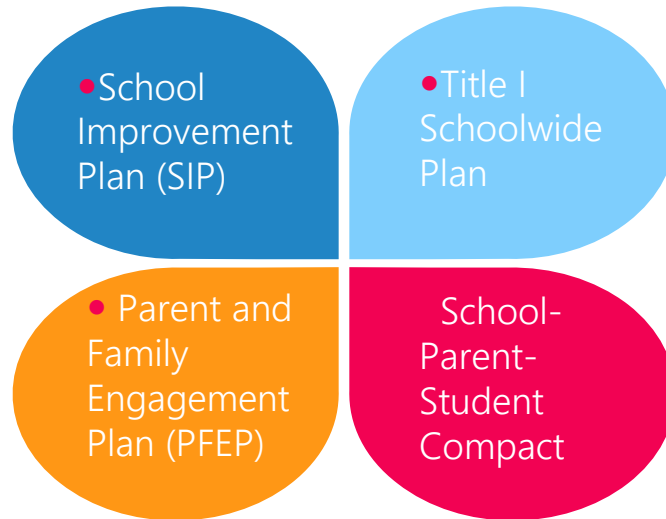 •School
Improvement
Plan (SIP)
•Title I
Schoolwide
Plan
• Parent and
Family
Engagement
Plan (PFEP)
School-
Parent-
Student
Compact